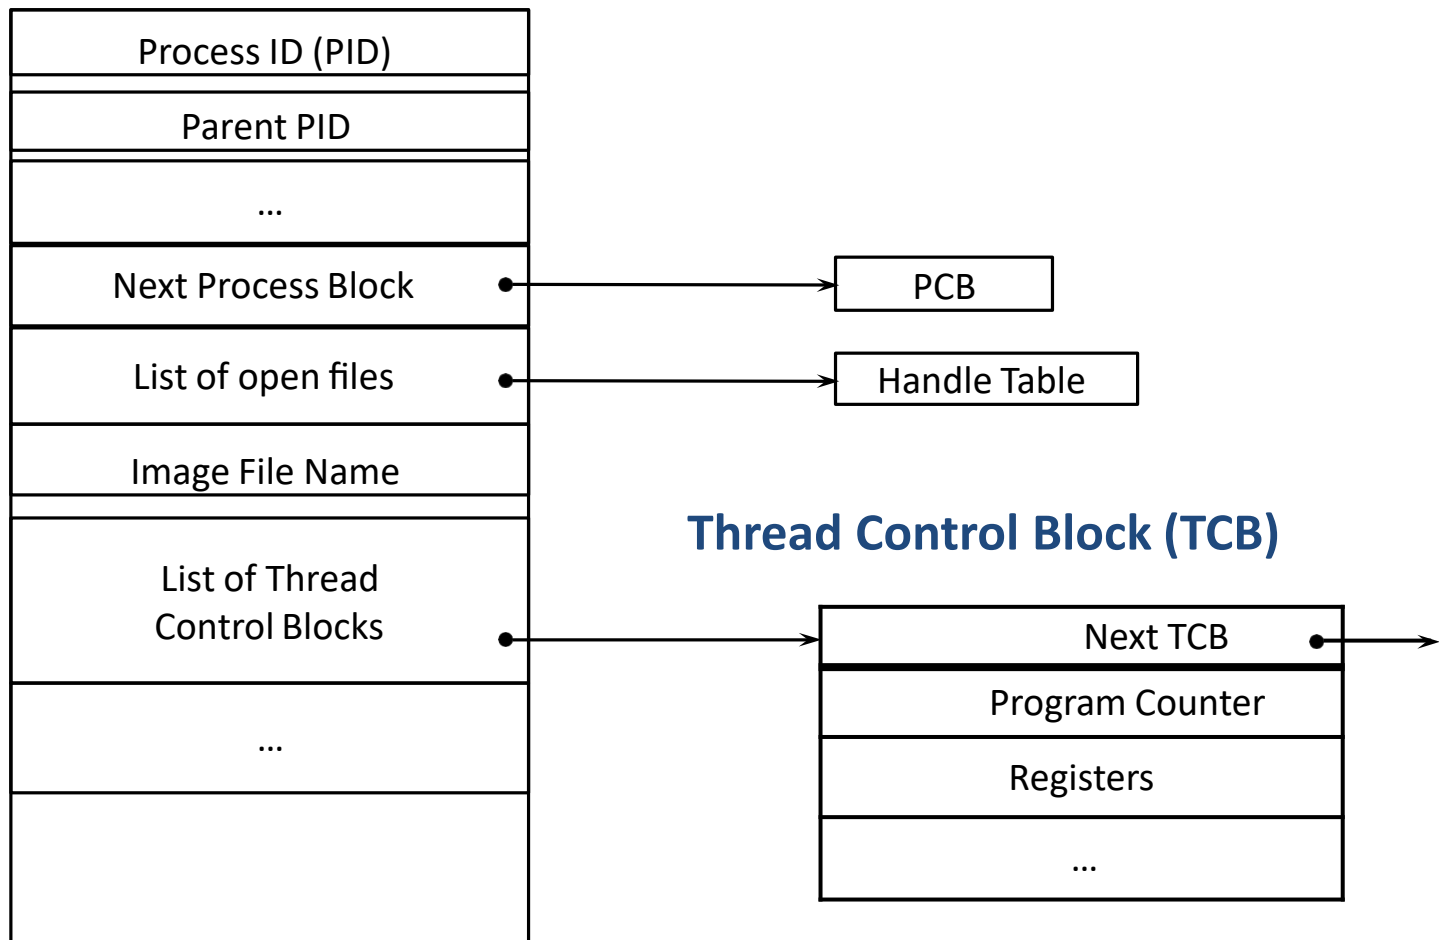 Process ID (PID)
Parent PID
...
Next Process Block
PCB
List of open files
Handle Table
Image File Name
List of Thread
Control Blocks
...
Thread Control Block (TCB)
Next TCB
Program Counter
Registers
...